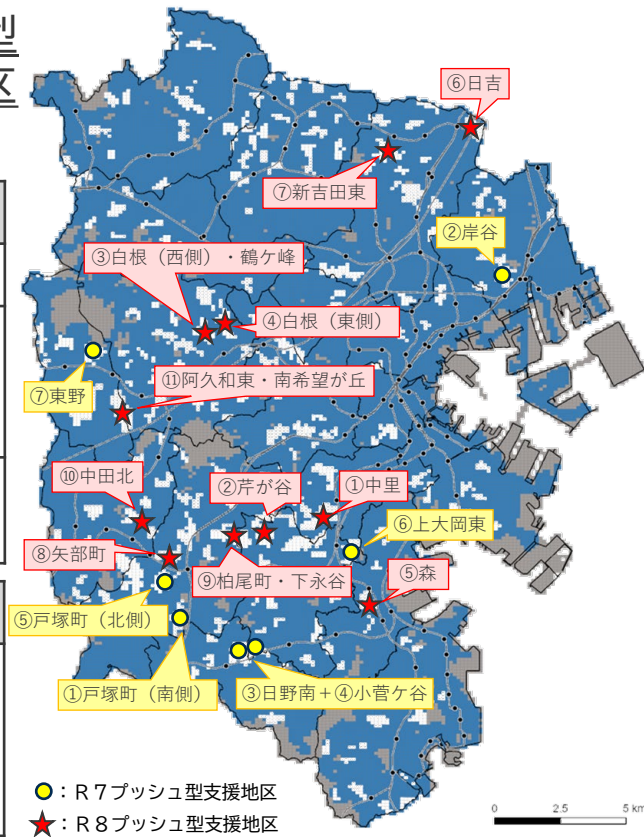 型
区
⑥日吉
⑦新吉田東
②岸谷
③白根（西側）・鶴ケ峰
④白根（東側）
⑦東野
⑪阿久和東・南希望が丘
⑩中田北
②芹が谷
①中里
⑥上大岡東
⑧矢部町
⑨柏尾町・下永谷
⑤森
⑤戸塚町（北側）
①戸塚町（南側）
③日野南＋④小菅ケ谷
：R7プッシュ型支援地区
：R8プッシュ型支援地区
0 2.5 5 km